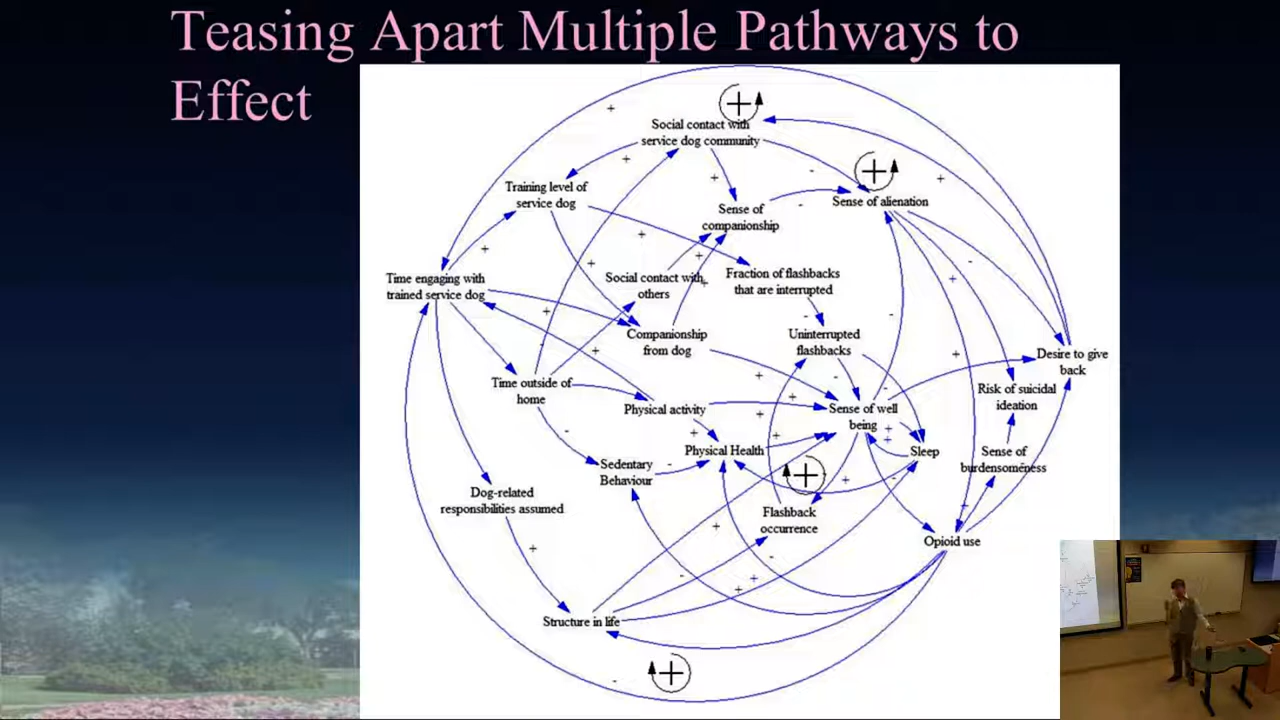 Teasing Apart Multiple Pathways to
Effect
Social contact with
service dog community
Training level of
service dog
Sense of
companionship
Sense of alienation
Time engaging with
trained service dog
Social contact with
others
Fraction of flashbacks
that are interrupted
Companionship
from dog
Uninterrupted
flashbacks
Desire to give
back
Time outside of
home
Physical activity
Sense of well
being
Risk of suicidal
ideation
Physical Health
Sleep
Sense of
burdensomeness
Sedentary
Behaviour
Dog-related
responsibilities assumed
Flashback
occurrence
Opioid use
Structure in life